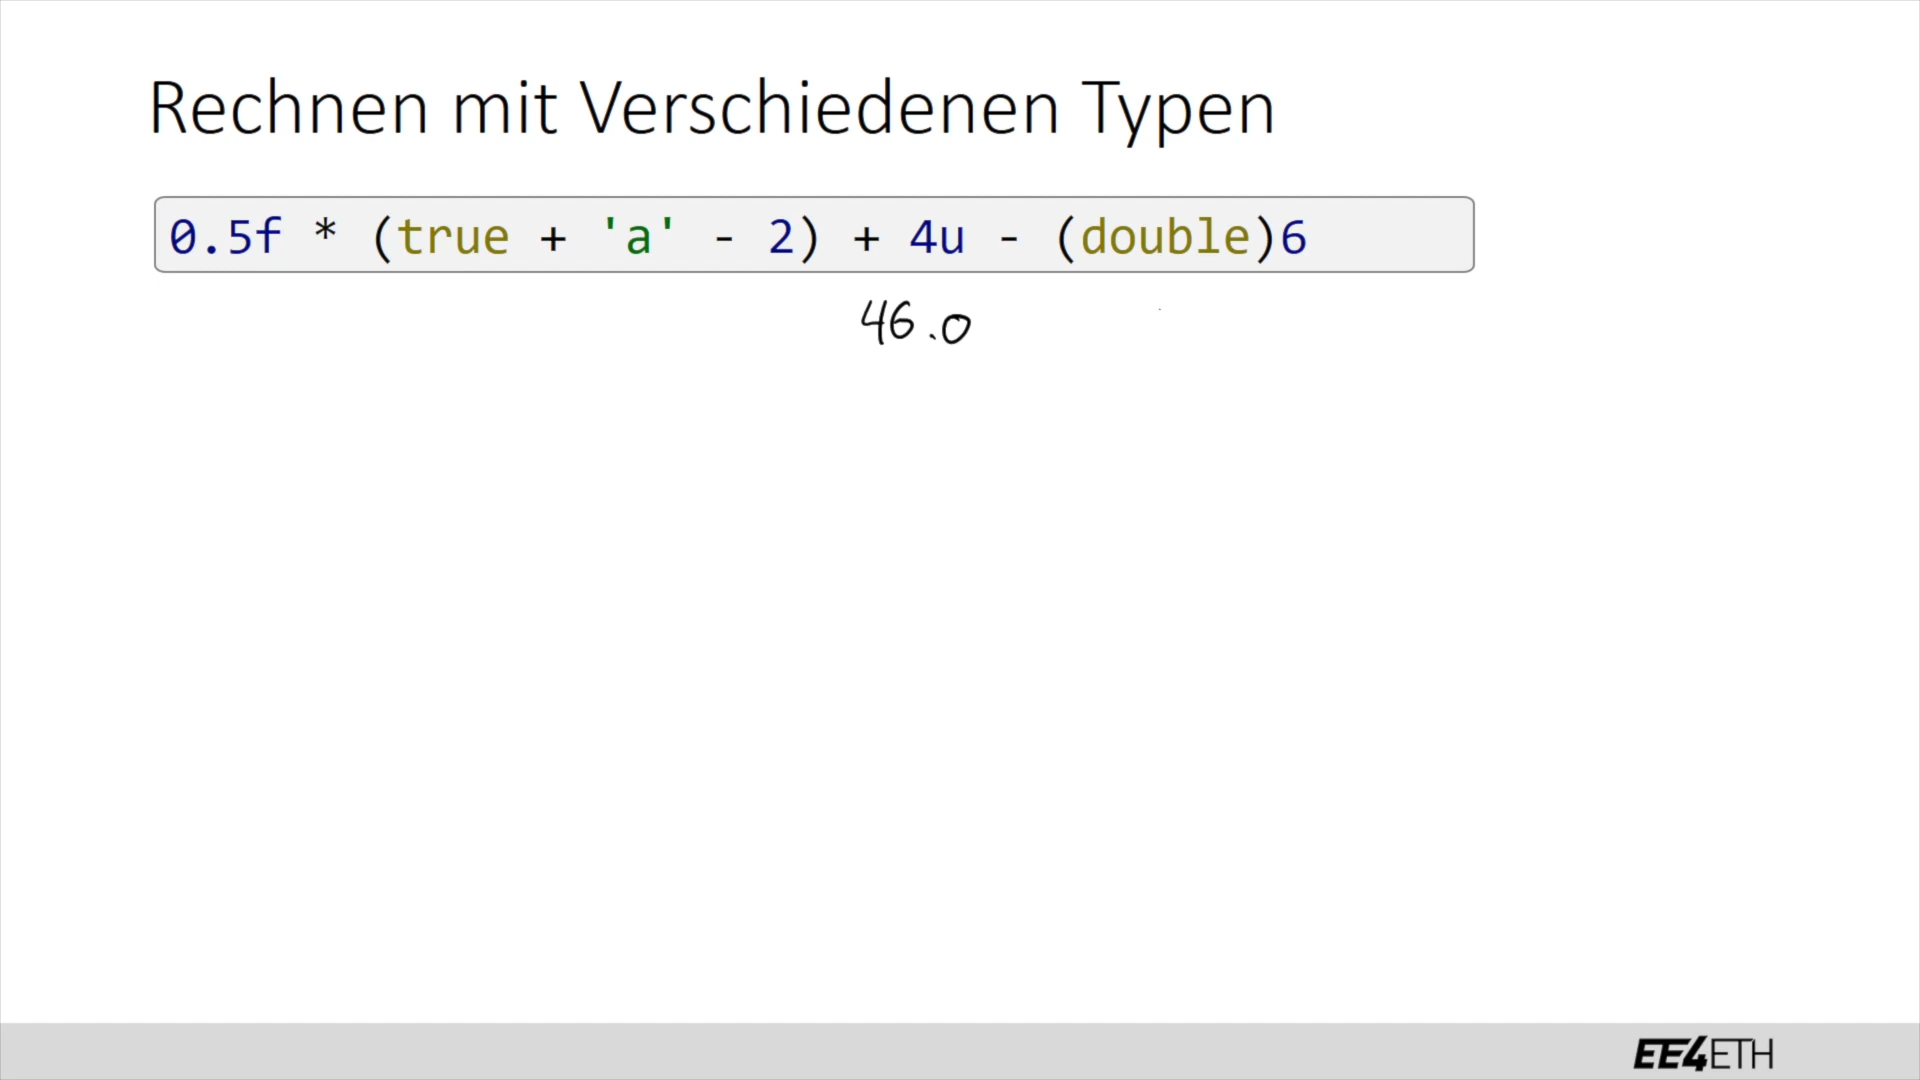 Rechnen mit Verschiedenen Typen
0.5f * (true + 'a' - 2) + 4u - (double)6
46.0
EE4ETH